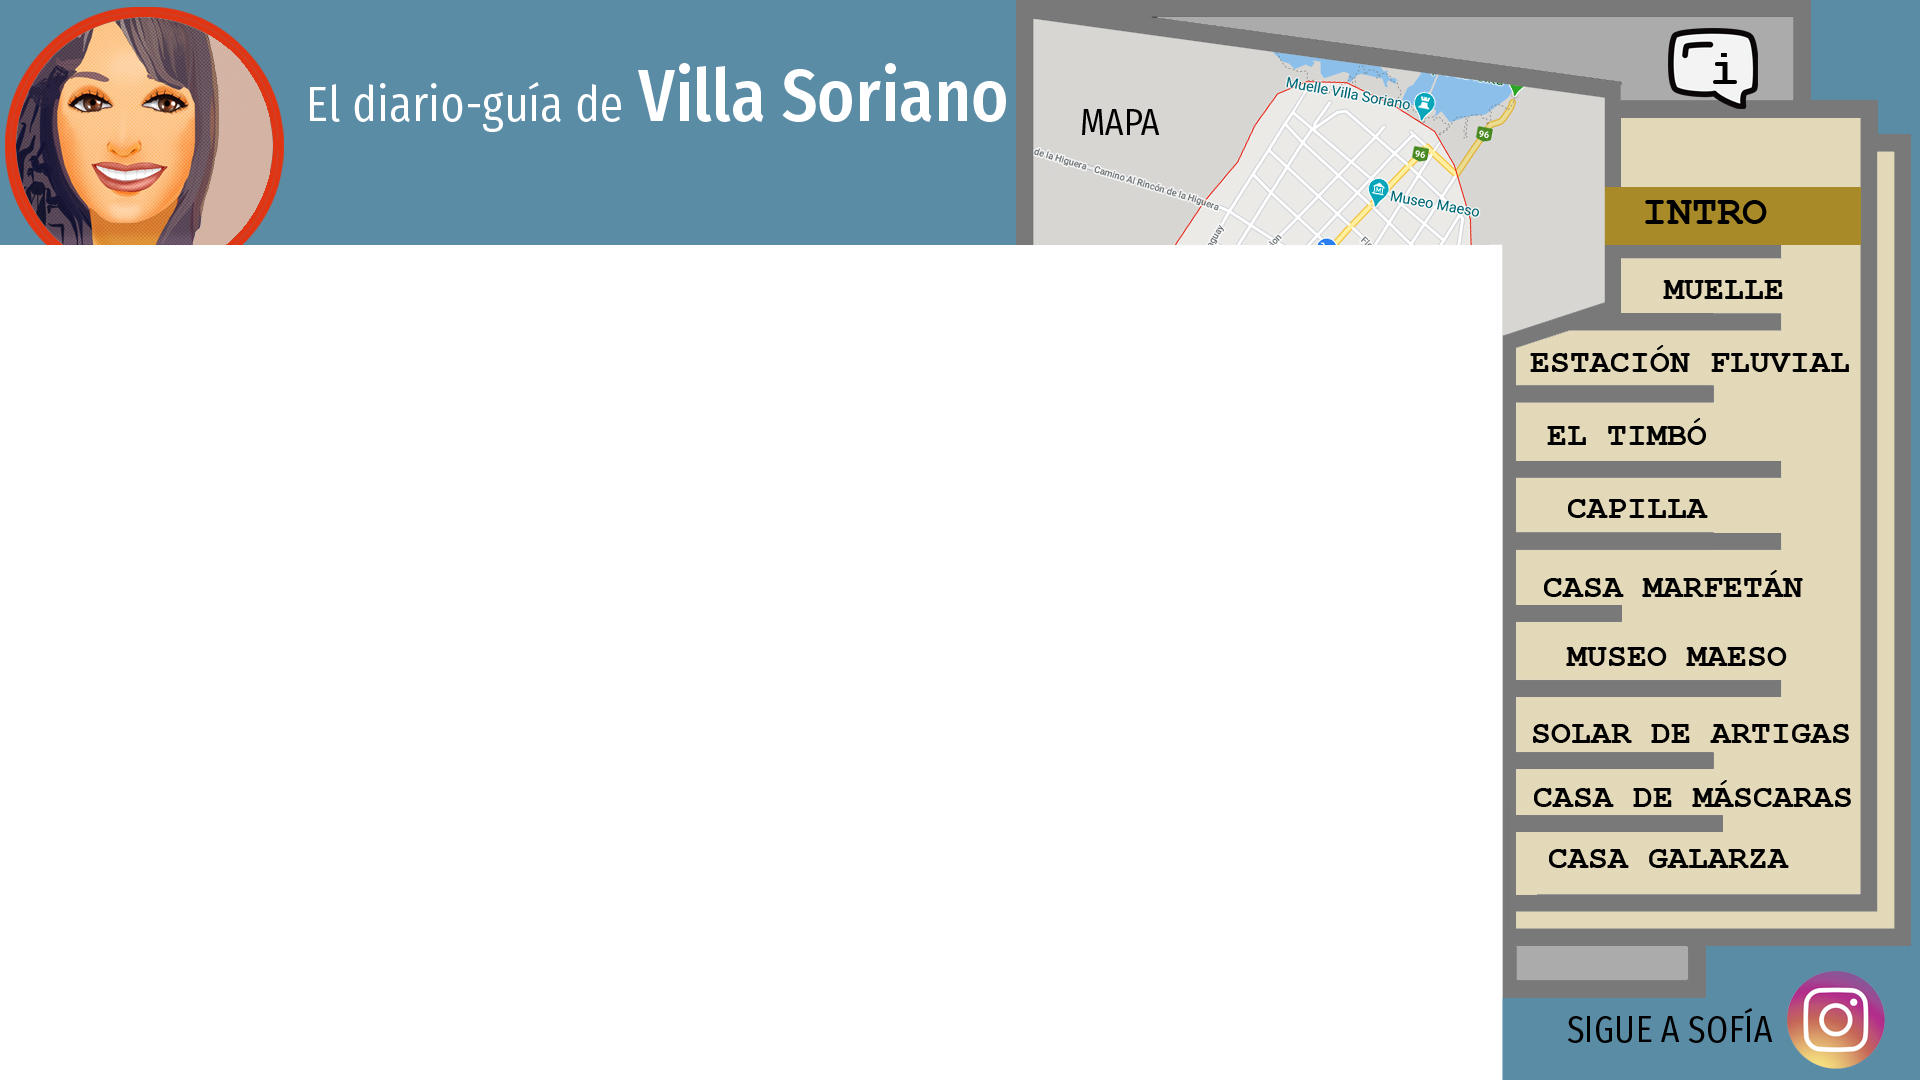 El diario-guía de Villa Soriano
MAPA
Muelle Villa Soriano
96
96
de la Higuera - Camino Al Rincón de la Higuera
Museo Maeso
i
INTRO
MUELLE
ESTACIÓN FLUVIAL
EL TIMBÓ
CAPILLA
CASA MARFETÁN
MUSEO MAESO
SOLAR DE ARTIGAS
CASA DE MÁSCARAS
CASA GALARZA
SIGUE A SOFÍA